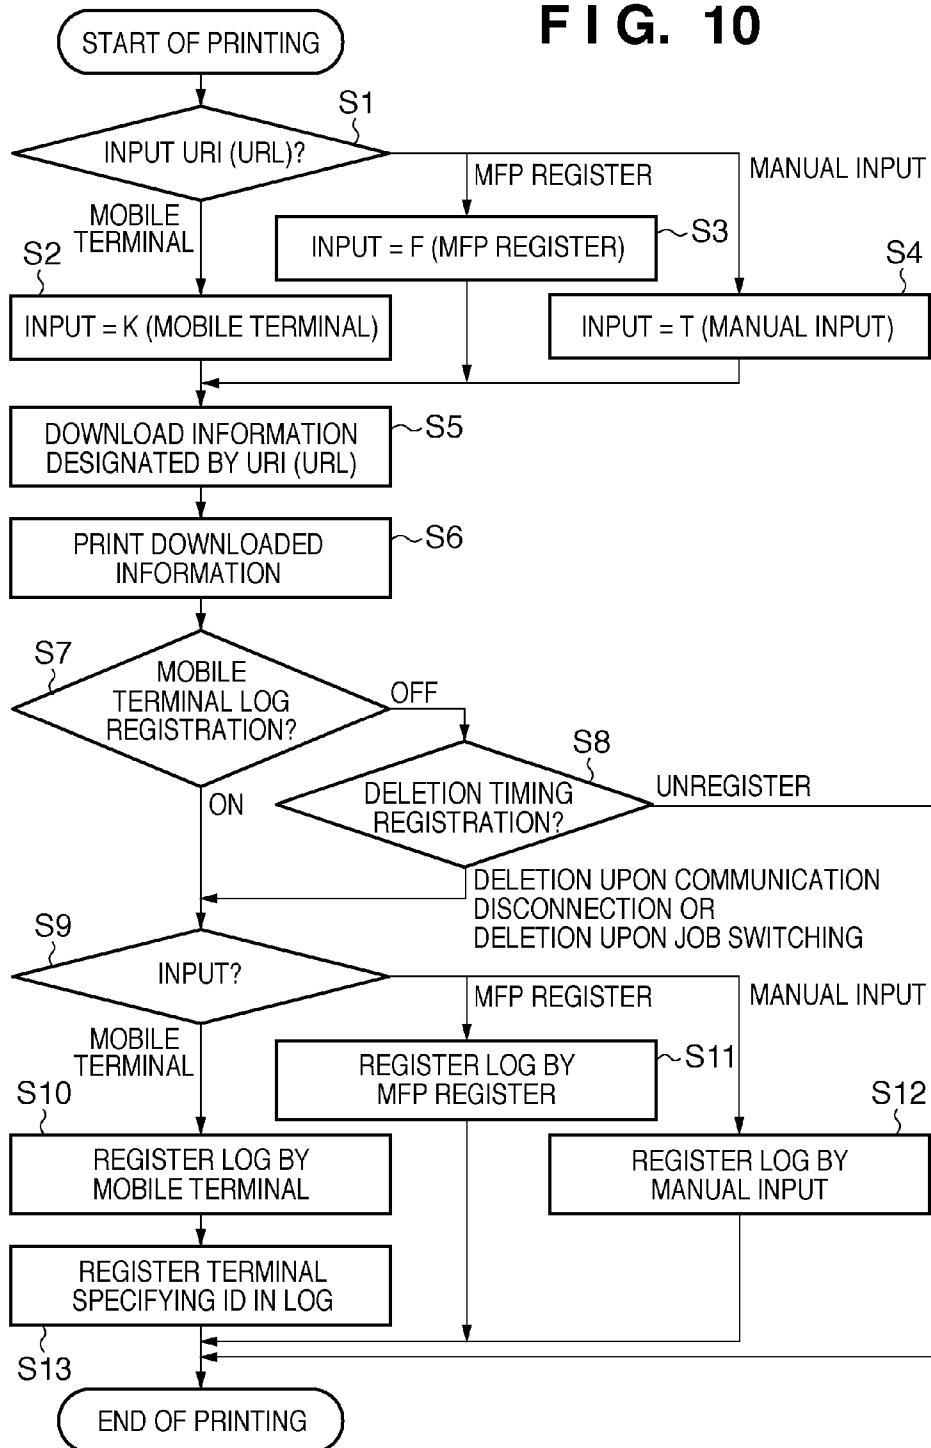 FIG. 10
START OF PRINTING
S1
INPUT URI (URL)?
MFP REGISTER
MANUAL INPUT
MOBILE
TERMINAL
S2
S3
INPUT = F (MFP REGISTER)
S4
INPUT = K (MOBILE TERMINAL)
INPUT = T (MANUAL INPUT)
S5
DOWNLOAD INFORMATION
DESIGNATED BY URI (URL)
S6
PRINT DOWNLOADED
INFORMATION
S7
MOBILE
TERMINAL LOG
REGISTRATION?
OFF
ON
S8
DELETION TIMING
REGISTRATION?
UNREGISTER
DELETION UPON COMMUNICATION
DISCONNECTION OR
DELETION UPON JOB SWITCHING
S9
INPUT?
MFP REGISTER
MANUAL INPUT
MOBILE
TERMINAL
S11
REGISTER LOG BY
MFP REGISTER
S10
S12
REGISTER LOG BY
MOBILE TERMINAL
REGISTER LOG BY
MANUAL INPUT
REGISTER TERMINAL
SPECIFYING ID IN LOG
S13
END OF PRINTING